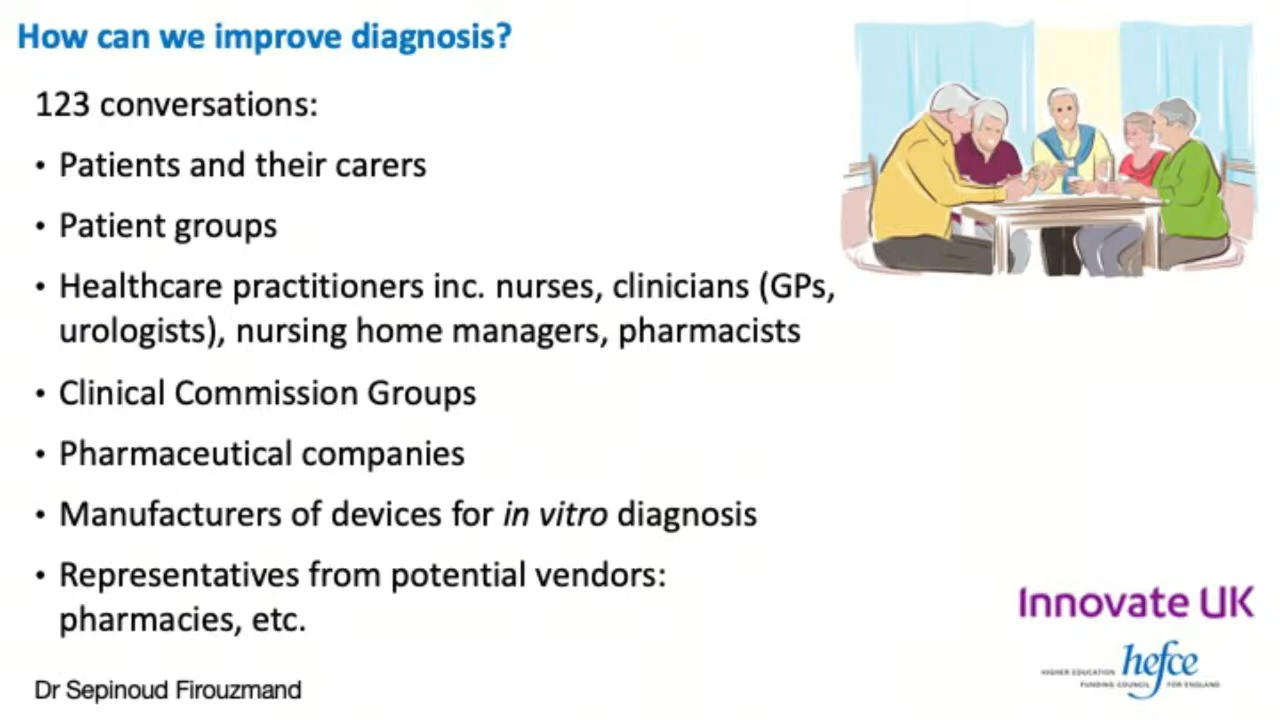 How can we improve diagnosis?
123 conversations:
• Patients and their carers
• Patient groups
• Healthcare practitioners inc. nurses, clinicians (GPs,
urologists), nursing home managers, pharmacists
• Clinical Commission Groups
• Pharmaceutical companies
• Manufacturers of devices for in vitro diagnosis
• Representatives from potential vendors:
pharmacies, etc.
Innovate UK
HIGHER EDUCATION hefce
FUNDING COUNCIL FOR ENGLAND
Dr Sepinoud Firouzmand